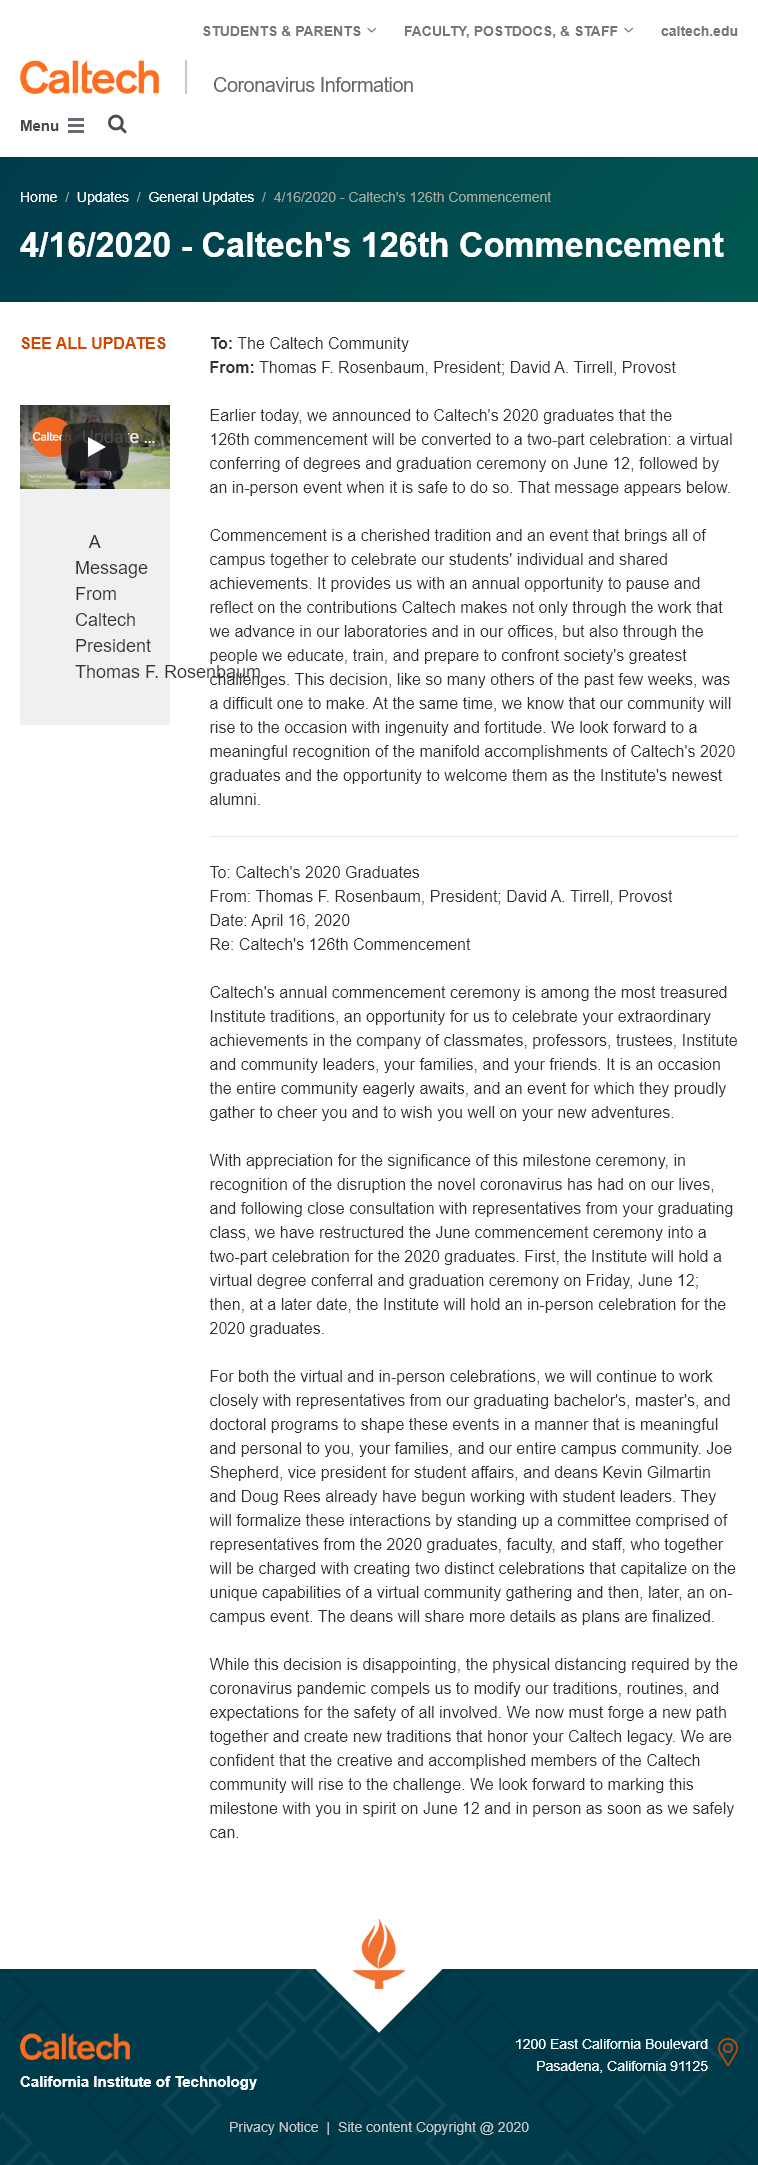 STUDENTS & PARENTS
FACULTY, POSTDOCS, & STAFF
caltech.edu
Caltech
Coronavirus Information
Menu
Home / Updates / General Updates / 4/16/2020 - Caltech's 126th Commencement
4/16/2020 - Caltech's 126th Commencement
SEE ALL UPDATES
Caltech Update ...
A
Message
From
Caltech
President
Thomas F. Rosenbaum
To: The Caltech Community
From: Thomas F. Rosenbaum, President; David A. Tirrell, Provost
Earlier today, we announced to Caltech's 2020 graduates that the
126th commencement will be converted to a two-part celebration: a virtual
conferring of degrees and graduation ceremony on June 12, followed by
an in-person event when it is safe to do so. That message appears below.
Commencement is a cherished tradition and an event that brings all of
campus together to celebrate our students' individual and shared
achievements. It provides us with an annual opportunity to pause and
reflect on the contributions Caltech makes not only through the work that
we advance in our laboratories and in our offices, but also through the
people we educate, train, and prepare to confront society's greatest
challenges. This decision, like so many others of the past few weeks, was
a difficult one to make. At the same time, we know that our community will
rise to the occasion with ingenuity and fortitude. We look forward to a
meaningful recognition of the manifold accomplishments of Caltech's 2020
graduates and the opportunity to welcome them as the Institute's newest
alumni.
To: Caltech's 2020 Graduates
From: Thomas F. Rosenbaum, President; David A. Tirrell, Provost
Date: April 16, 2020
Re: Caltech's 126th Commencement
Caltech's annual commencement ceremony is among the most treasured
Institute traditions, an opportunity for us to celebrate your extraordinary
achievements in the company of classmates, professors, trustees, Institute
and community leaders, your families, and your friends. It is an occasion
the entire community eagerly awaits, and an event for which they proudly
gather to cheer you and to wish you well on your new adventures.
With appreciation for the significance of this milestone ceremony, in
recognition of the disruption the novel coronavirus has had on our lives,
and following close consultation with representatives from your graduating
class, we have restructured the June commencement ceremony into a
two-part celebration for the 2020 graduates. First, the Institute will hold a
virtual degree conferral and graduation ceremony on Friday, June 12;
then, at a later date, the Institute will hold an in-person celebration for the
2020 graduates.
For both the virtual and in-person celebrations, we will continue to work
closely with representatives from our graduating bachelor's, master's, and
doctoral programs to shape these events in a manner that is meaningful
and personal to you, your families, and our entire campus community. Joe
Shepherd, vice president for student affairs, and deans Kevin Gilmartin
and Doug Rees already have begun working with student leaders. They
will formalize these interactions by standing up a committee comprised of
representatives from the 2020 graduates, faculty, and staff, who together
will be charged with creating two distinct celebrations that capitalize on the
unique capabilities of a virtual community gathering and then, later, an on-
campus event. The deans will share more details as plans are finalized.
While this decision is disappointing, the physical distancing required by the
coronavirus pandemic compels us to modify our traditions, routines, and
expectations for the safety of all involved. We now must forge a new path
together and create new traditions that honor your Caltech legacy. We are
confident that the creative and accomplished members of the Caltech
community will rise to the challenge. We look forward to marking this
milestone with you in spirit on June 12 and in person as soon as we safely
can.
Caltech
California Institute of Technology
1200 East California Boulevard
Pasadena, California 91125
Privacy Notice | Site content Copyright @ 2020